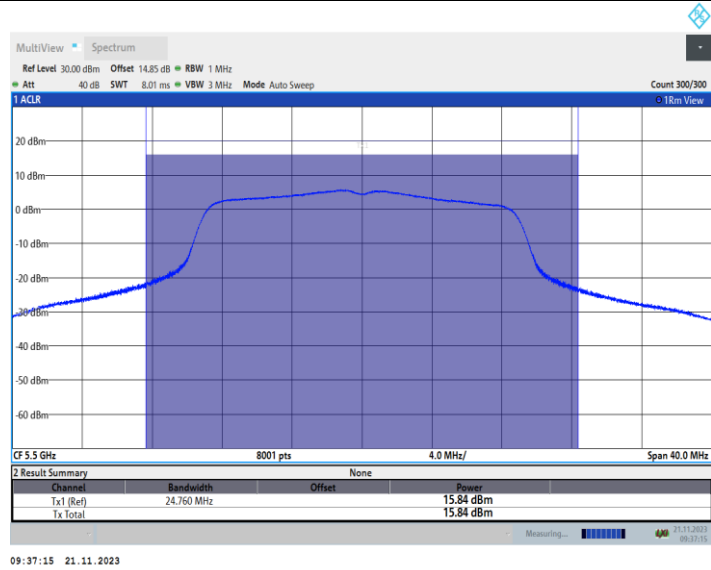 R S
MultiView Spectrum
Ref Level 30.00 dBm Offset 14.85 dB RBW 1 MHz
Att 40 dB SWT 8.01 ms VBW 3 MHz Mode Auto Sweep Count 300/300
1 ACLR 1Rm View
20 dBm
10 dBm
0 dBm
-10 dBm
-20 dBm
-30 dBm
-40 dBm
-50 dBm
-60 dBm
CF 5.5 GHz 8001 pts 4.0 MHz/ Span 40.0 MHz
2 Result Summary None
Channel Bandwidth Offset Power
Tx1 (Ref) 24.760 MHz 15.84 dBm
Tx Total 15.84 dBm
Measuring... 21.11.2023
09:37:15
09:37:15 21.11.2023